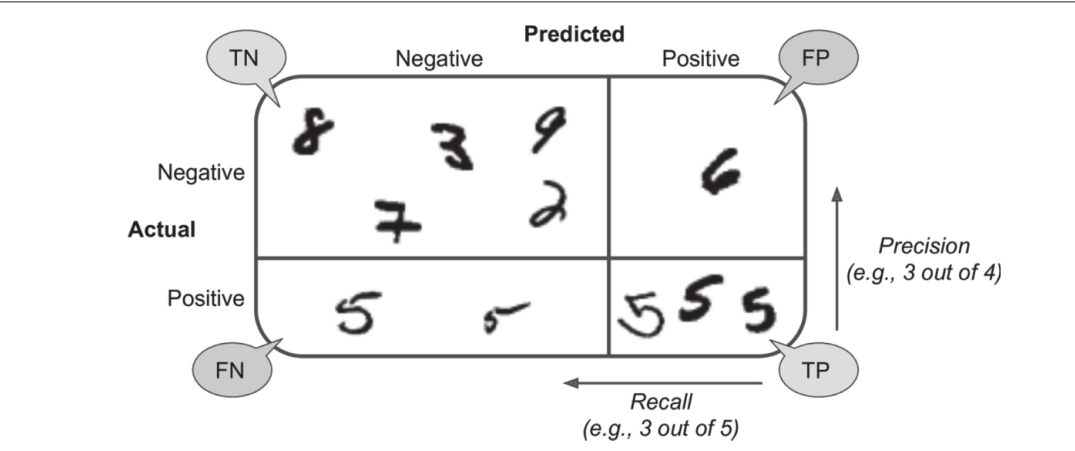 Predicted
TN
Negative
Positive
FP
8
3
9
Negative
6
7
2
Actual
Precision
(e.g., 3 out of 4)
Positive
5
5
5
5
5
FN
TP
Recall
(e.g., 3 out of 5)